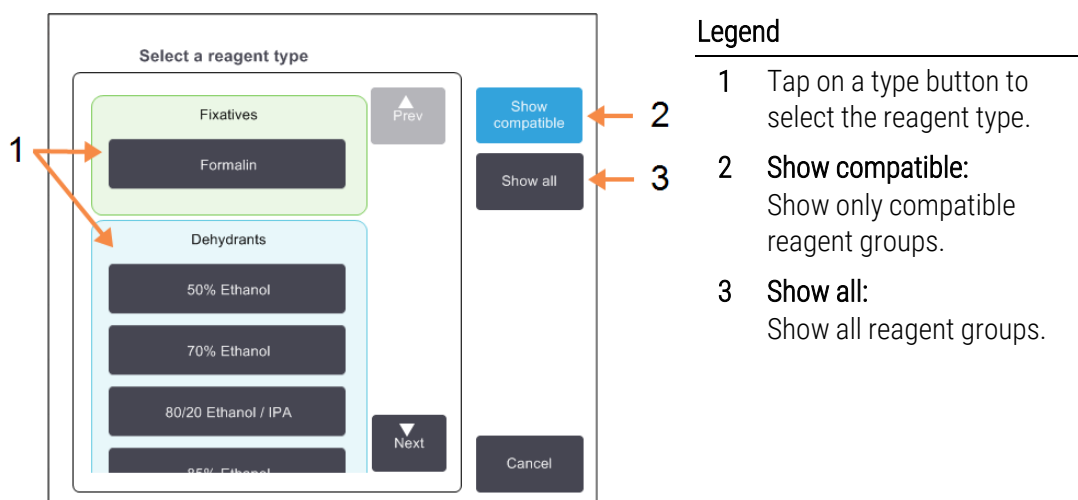 Select a reagent type
Fixatives
Formalin
Dehydrants
50% Ethanol
70% Ethanol
80/20 Ethanol / IPA
85% Ethanol
Prev
Next
Show
compatible
Show all
Cancel
1
2
3
Legend
1 Tap on a type button to
select the reagent type.
2 Show compatible:
Show only compatible
reagent groups.
3 Show all:
Show all reagent groups.